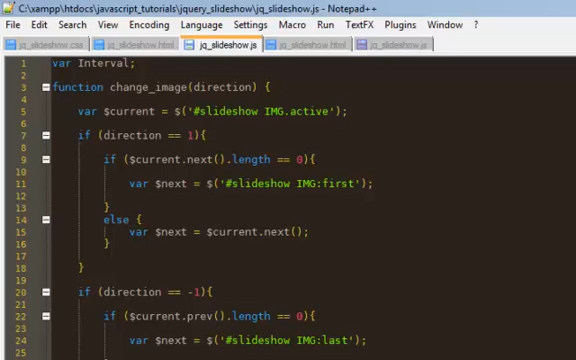 C:\xampp\htdocs\javascript_tutorials\jquery_slideshow\jq_slideshow.js - Notepad++
File Edit Search View Encoding Language Settings Macro Run TextFX Plugins Window ?
jq_slideshow.css jq_slideshow.html jq_slideshow.js jq_slideshow.html jq_slideshow.js
1 var Interval;
2
3 function change_image(direction) {
4
5 var $current = $('#slideshow IMG.active');
6
7 if (direction == 1){
8
9 if ($current.next().length == 0){
10
11 var $next = $('#slideshow IMG:first');
12
13 }
14 else {
15 var $next = $current.next();
16 }
17
18 }
19
20 if (direction == -1){
21
22 if ($current.prev().length == 0){
23
24 var $next = $('#slideshow IMG:last');
25